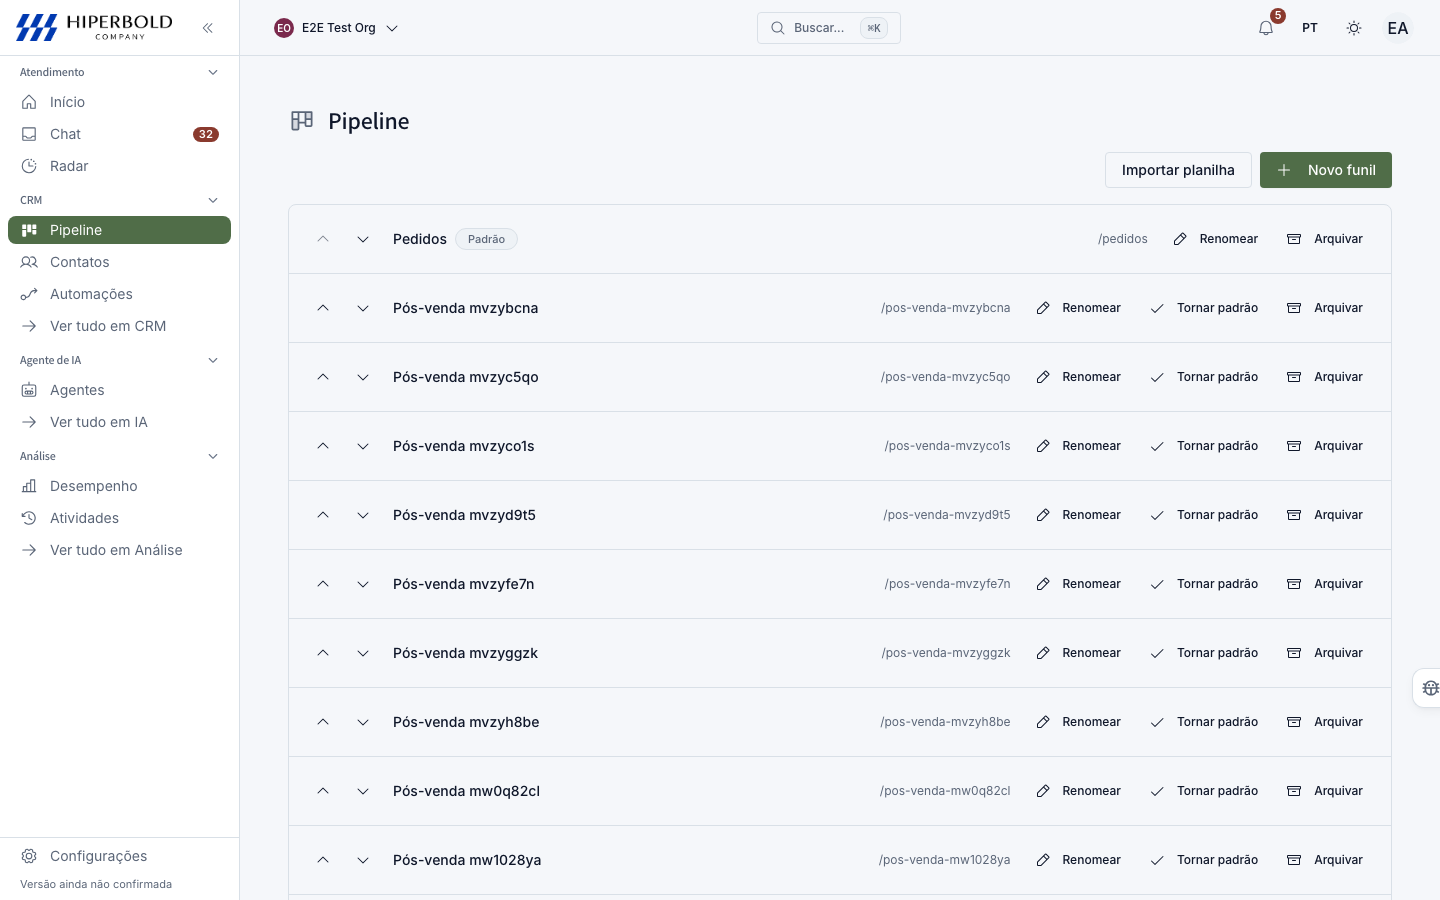 HIPERBOLD
COMPANY
EO E2E Test Org
Buscar... ⌘K
5
PT
EA
Atendimento
Início
Chat 32
Radar
CRM
Pipeline
Contatos
Automações
Ver tudo em CRM
Agente de IA
Agentes
Ver tudo em IA
Análise
Desempenho
Atividades
Ver tudo em Análise
Configurações
Versão ainda não confirmada
Pipeline
Importar planilha
Novo funil
Pedidos Padrão /pedidos Renomear Arquivar
Pós-venda mvzybcna /pos-venda-mvzybcna Renomear Tornar padrão Arquivar
Pós-venda mvzyc5qo /pos-venda-mvzyc5qo Renomear Tornar padrão Arquivar
Pós-venda mvzyco1s /pos-venda-mvzyco1s Renomear Tornar padrão Arquivar
Pós-venda mvzyd9t5 /pos-venda-mvzyd9t5 Renomear Tornar padrão Arquivar
Pós-venda mvzyfe7n /pos-venda-mvzyfe7n Renomear Tornar padrão Arquivar
Pós-venda mvzyggzk /pos-venda-mvzyggzk Renomear Tornar padrão Arquivar
Pós-venda mvzyh8be /pos-venda-mvzyh8be Renomear Tornar padrão Arquivar
Pós-venda mw0q82cl /pos-venda-mw0q82cl Renomear Tornar padrão Arquivar
Pós-venda mw1028ya /pos-venda-mw1028ya Renomear Tornar padrão Arquivar